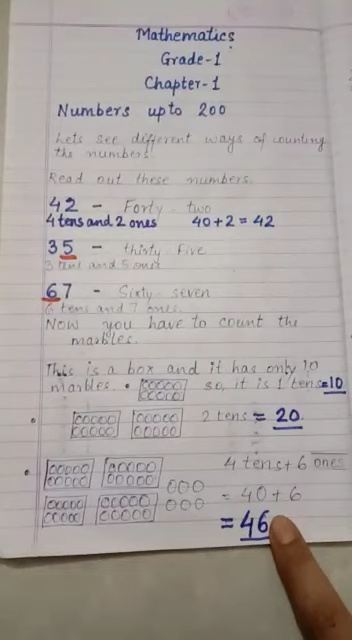 Mathematics
Grade-1
Chapter-1
Numbers upto 200
Lets see different ways of counting
the numbers.
Read out these numbers.
42 - Forty two
4 tens and 2 ones 40+2=42
35 - thirty five
3 tens and 5 ones
67 - Sixty seven
6 tens and 7 ones
Now you have to count the
marbles.
This is a box and it has only 10
marbles. so, it is 1 tens=10
2 tens = 20
4 tens+6 ones
= 40+6
= 46